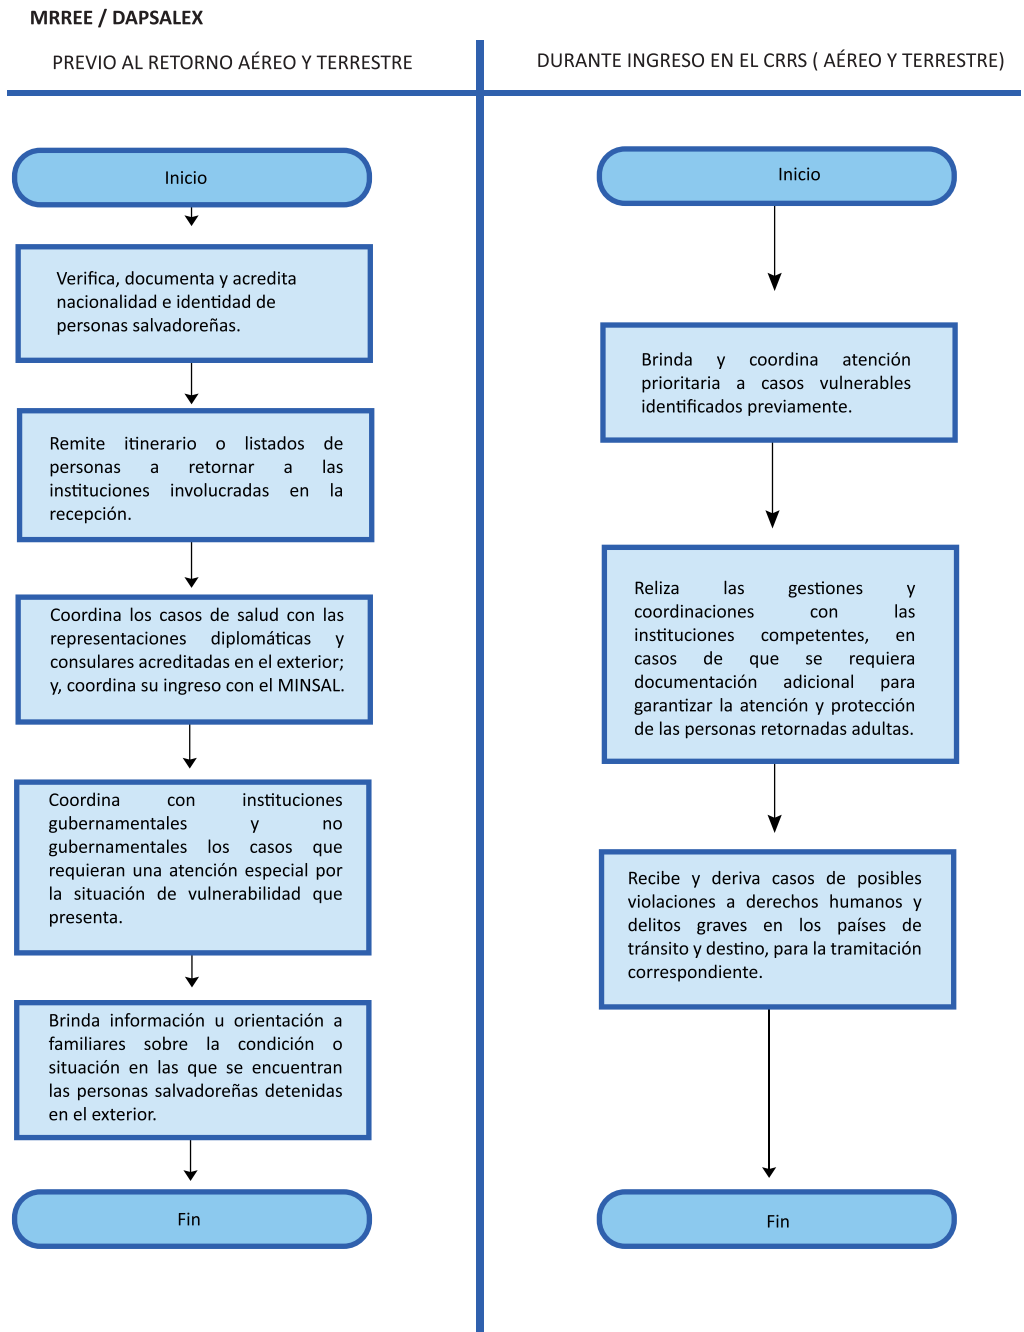 MRREE / DAPSALEX
PREVIO AL RETORNO AÉREO Y TERRESTRE
Inicio
Verifica, documenta y acredita
nacionalidad e identidad de
personas salvadoreñas.
Remite itinerario o listados de
personas a retornar a las
instituciones involucradas en la
recepción.
Coordina los casos de salud con las
representaciones diplomáticas y
consulares acreditadas en el exterior;
y, coordina su ingreso con el MINSAL.
Coordina con instituciones
gubernamentales y no
gubernamentales los casos que
requieran una atención especial por
la situación de vulnerabilidad que
presenta.
Brinda información u orientación a
familiares sobre la condición o
situación en las que se encuentran
las personas salvadoreñas detenidas
en el exterior.
Fin
DURANTE INGRESO EN EL CRRS ( AÉREO Y TERRESTRE)
Inicio
Brinda y coordina atención
prioritaria a casos vulnerables
identificados previamente.
Reliza las gestiones y
coordinaciones con las
instituciones competentes, en
casos de que se requiera
documentación adicional para
garantizar la atención y protección
de las personas retornadas adultas.
Recibe y deriva casos de posibles
violaciones a derechos humanos y
delitos graves en los países de
tránsito y destino, para la tramitación
correspondiente.
Fin